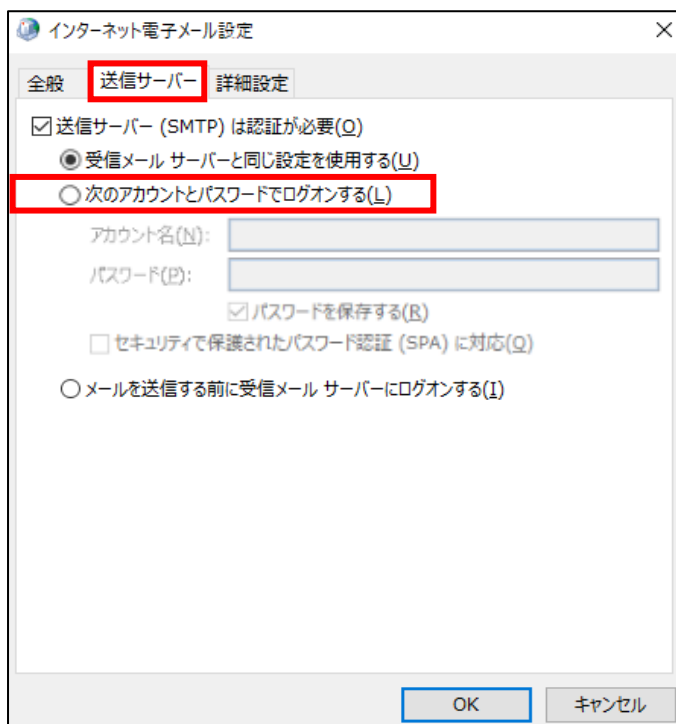 インターネット電子メール設定
全般 送信サーバー 詳細設定
送信サーバー (SMTP) は認証が必要(O)
受信メール サーバーと同じ設定を使用する(U)
次のアカウントとパスワードでログオンする(L)
アカウント名(N):
パスワード(P):
パスワードを保存する(R)
セキュリティで保護されたパスワード認証 (SPA) に対応(Q)
メールを送信する前に受信メール サーバーにログオンする(I)
OK キャンセル